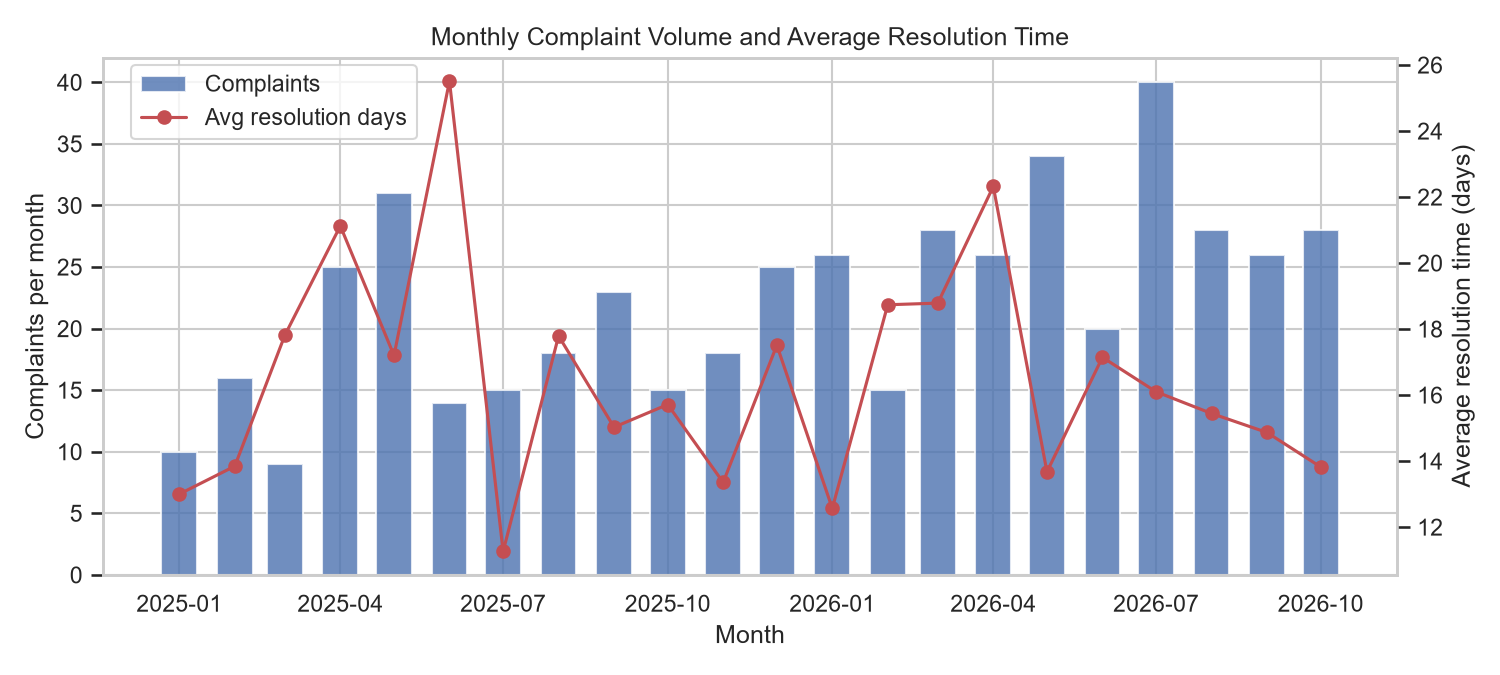 Monthly Complaint Volume and Average Resolution Time
Complaints
Avg resolution days
Complaints per month
40
35
30
25
20
15
10
5
0
26
24
22
20
18
16
14
12
Average resolution time (days)
2025-01 2025-04 2025-07 2025-10 2026-01 2026-04 2026-07 2026-10
Month